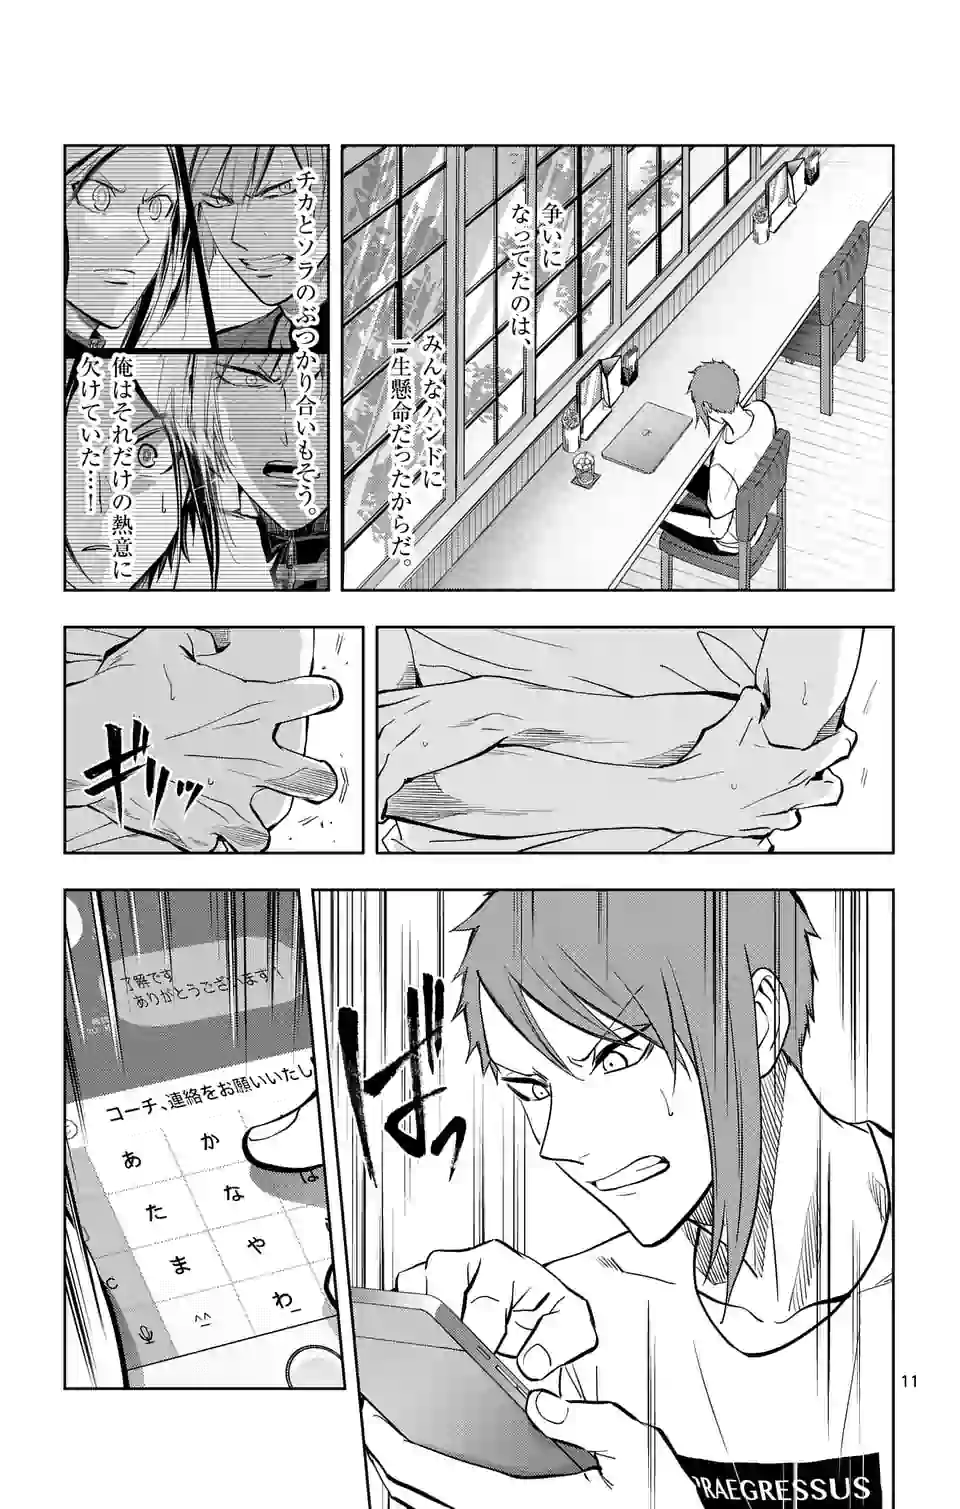 争いに
なってたのは、
みんなハンドに
一生懸命だったからだ。
チカとソラのぶつかり合いもそう。
俺はそれだけの熱意に
欠けていた…!
ギリッ
ばっ
了解です
ありがとうございます!
コーチ、連絡をお願いいたし
あ
か
た
な
は
ま
や
^^
わ_
PRAEGRESSUS
11